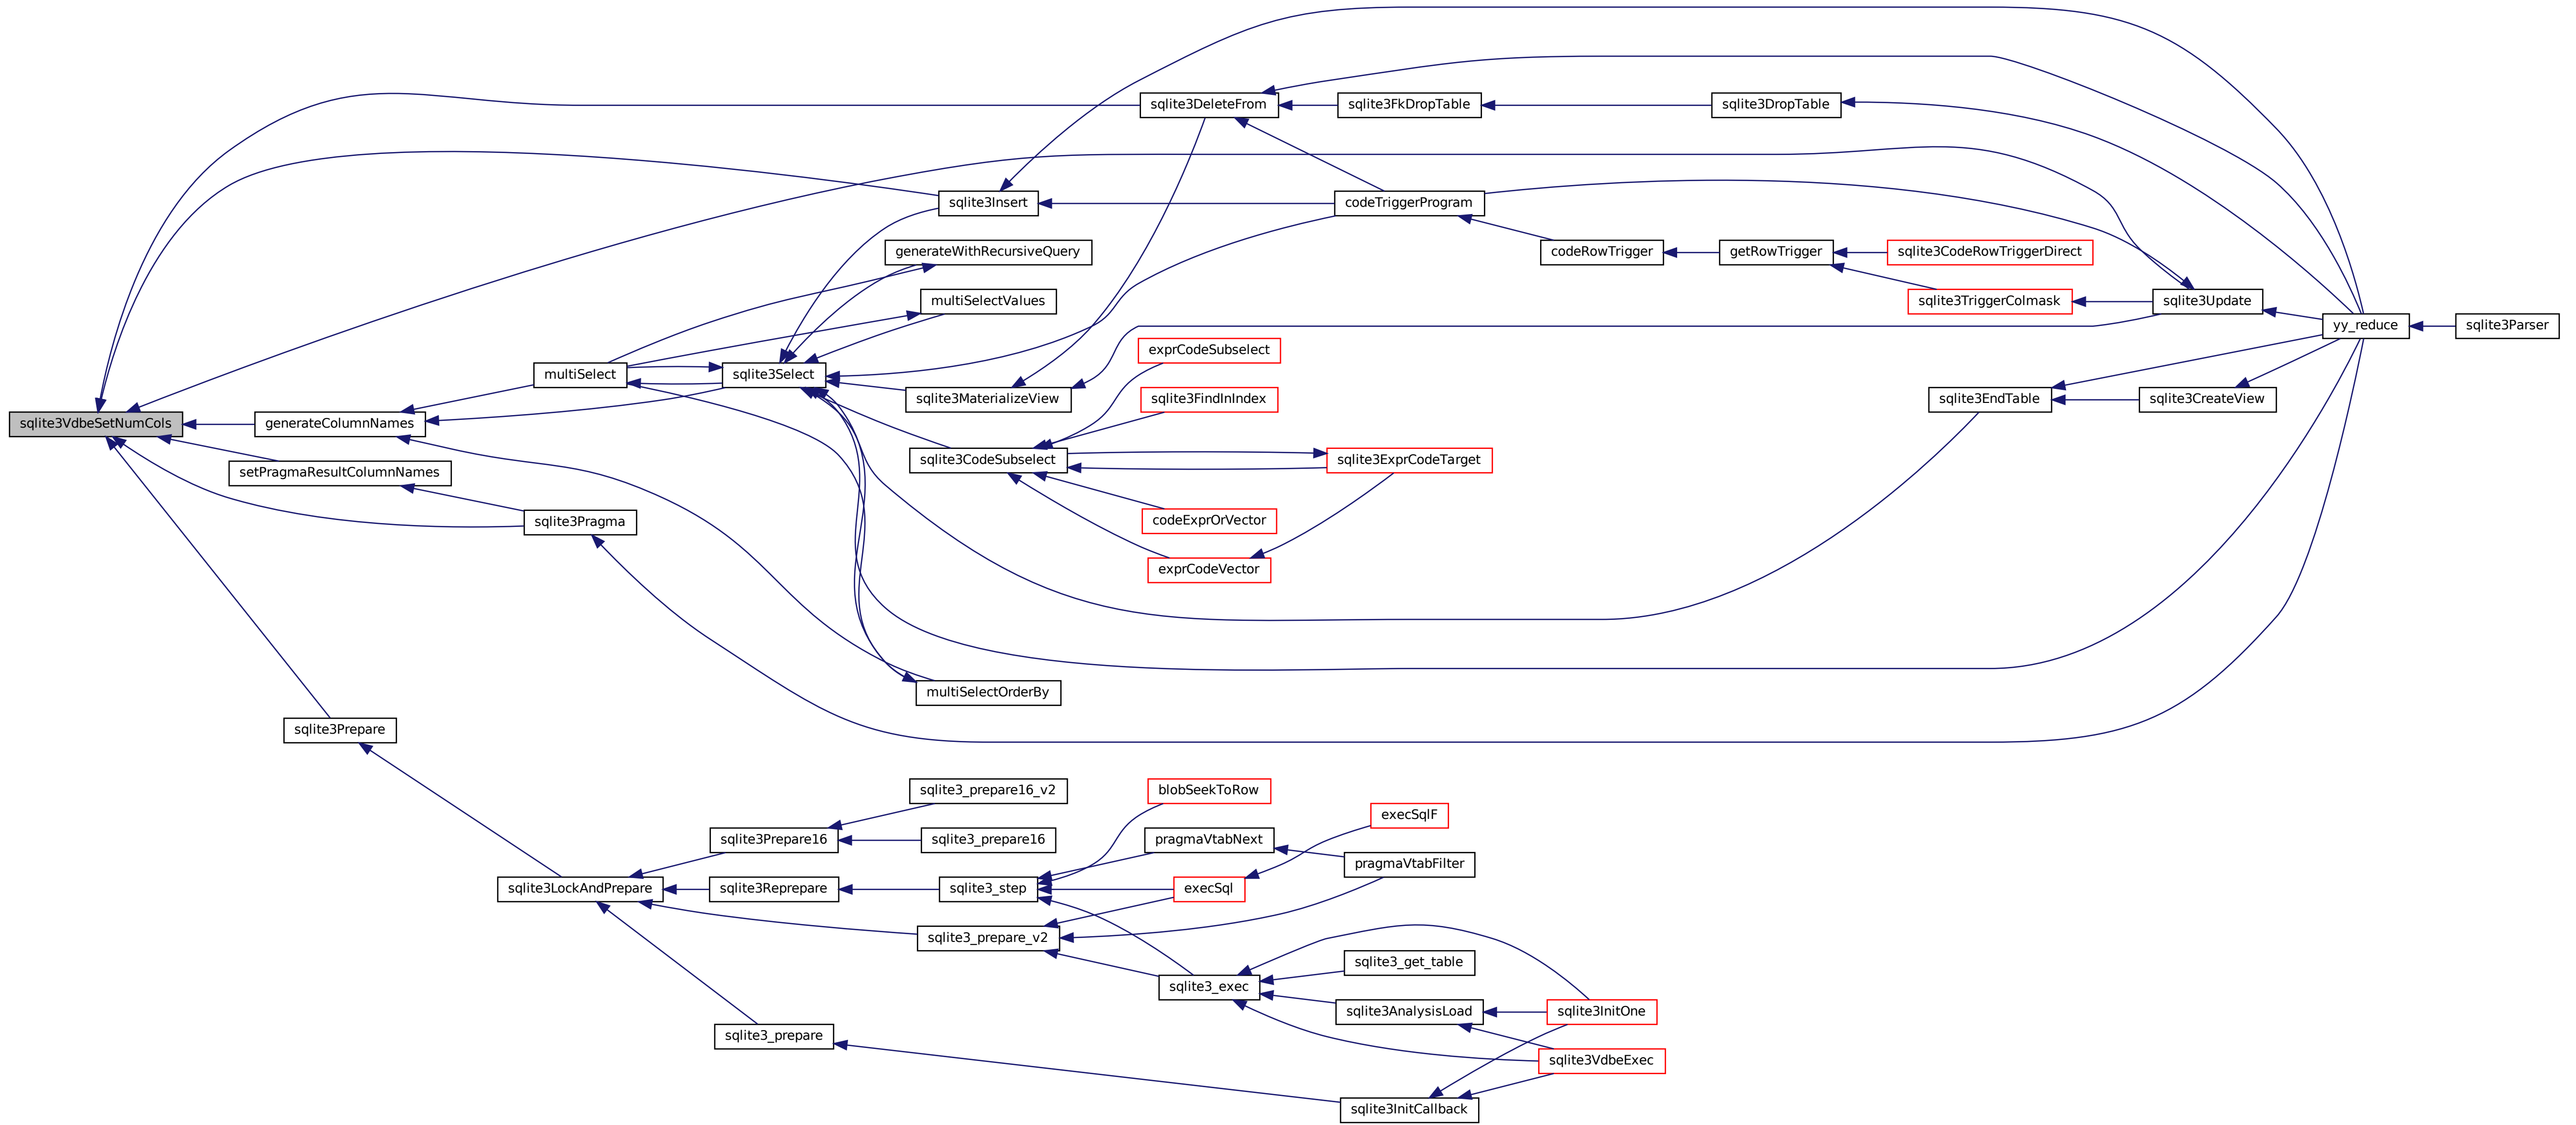 sqlite3VdbeSetNumCols
generateColumnNames
setPragmaResultColumnNames
sqlite3Prepare
multiSelect
sqlite3Pragma
sqlite3LockAndPrepare
sqlite3Select
sqlite3Prepare16
sqlite3Reprepare
sqlite3_prepare
sqlite3Insert
generateWithRecursiveQuery
multiSelectValues
sqlite3MaterializeView
sqlite3CodeSubselect
multiSelectOrderBy
sqlite3_prepare16_v2
sqlite3_prepare16
sqlite3_step
sqlite3_prepare_v2
sqlite3DeleteFrom
exprCodeSubselect
sqlite3FindInIndex
codeExprOrVector
exprCodeVector
blobSeekToRow
pragmaVtabNext
execSql
sqlite3_exec
sqlite3FkDropTable
codeTriggerProgram
sqlite3ExprCodeTarget
execSqlF
pragmaVtabFilter
sqlite3_get_table
sqlite3AnalysisLoad
sqlite3InitCallback
codeRowTrigger
sqlite3InitOne
sqlite3VdbeExec
sqlite3DropTable
getRowTrigger
sqlite3CodeRowTriggerDirect
sqlite3TriggerColmask
sqlite3EndTable
sqlite3Update
sqlite3CreateView
yy_reduce
sqlite3Parser